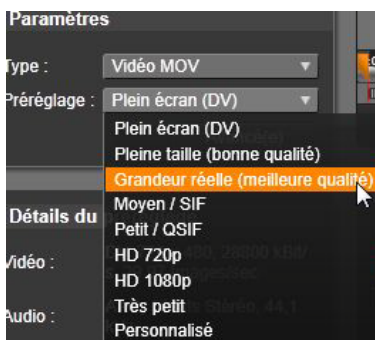 Paramètres
Type :
Vidéo MOV
Préréglage :
Plein écran (DV)
Plein écran (DV)
Pleine taille (bonne qualité)
Grandeur réelle (meilleure qualité)
Moyen / SIF
Détails du
Petit / QSIF
Vidéo :
HD 720p
HD 1080p
Audio :
Très petit
Personnalisé